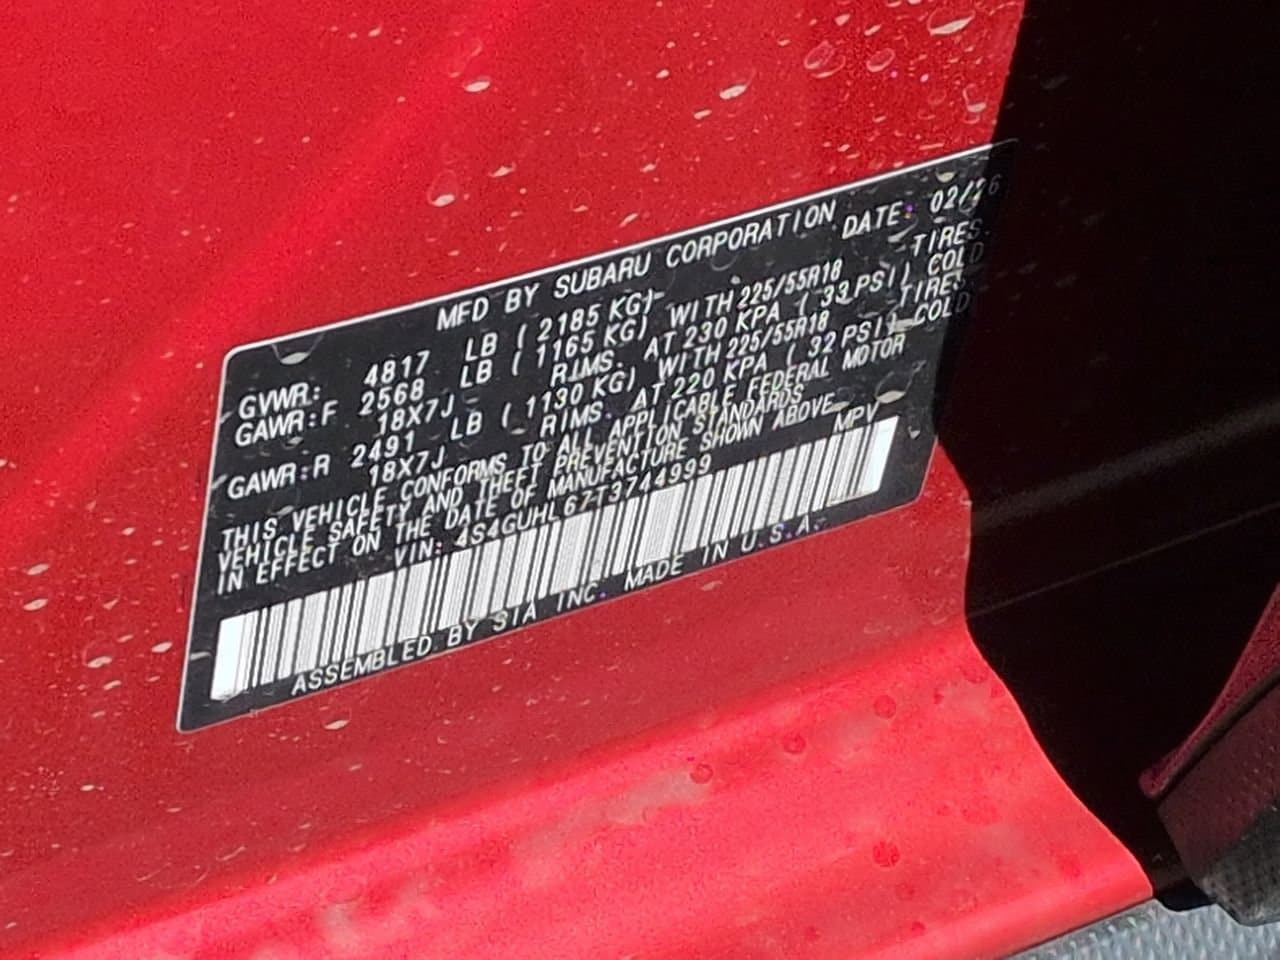 MFD BY SUBARU CORPORATION
DATE: 02/26
GVWR: 4817 LB ( 2185 KG)
GAWR:F 2568 LB ( 1165 KG) WITH 225/55R18 TIRES,
18X7J RIMS, AT 230 KPA ( 33 PSI) COLD
GAWR:R 2491 LB ( 1130 KG) WITH 225/55R18 TIRES,
18X7J RIMS, AT 220 KPA ( 32 PSI) COLD
THIS VEHICLE CONFORMS TO ALL APPLICABLE FEDERAL MOTOR
VEHICLE SAFETY AND THEFT PREVENTION STANDARDS
IN EFFECT ON THE DATE OF MANUFACTURE SHOWN ABOVE.
VIN: 4S4GUHL67T3744999 MPV
ASSEMBLED BY SIA INC. MADE IN U.S.A.